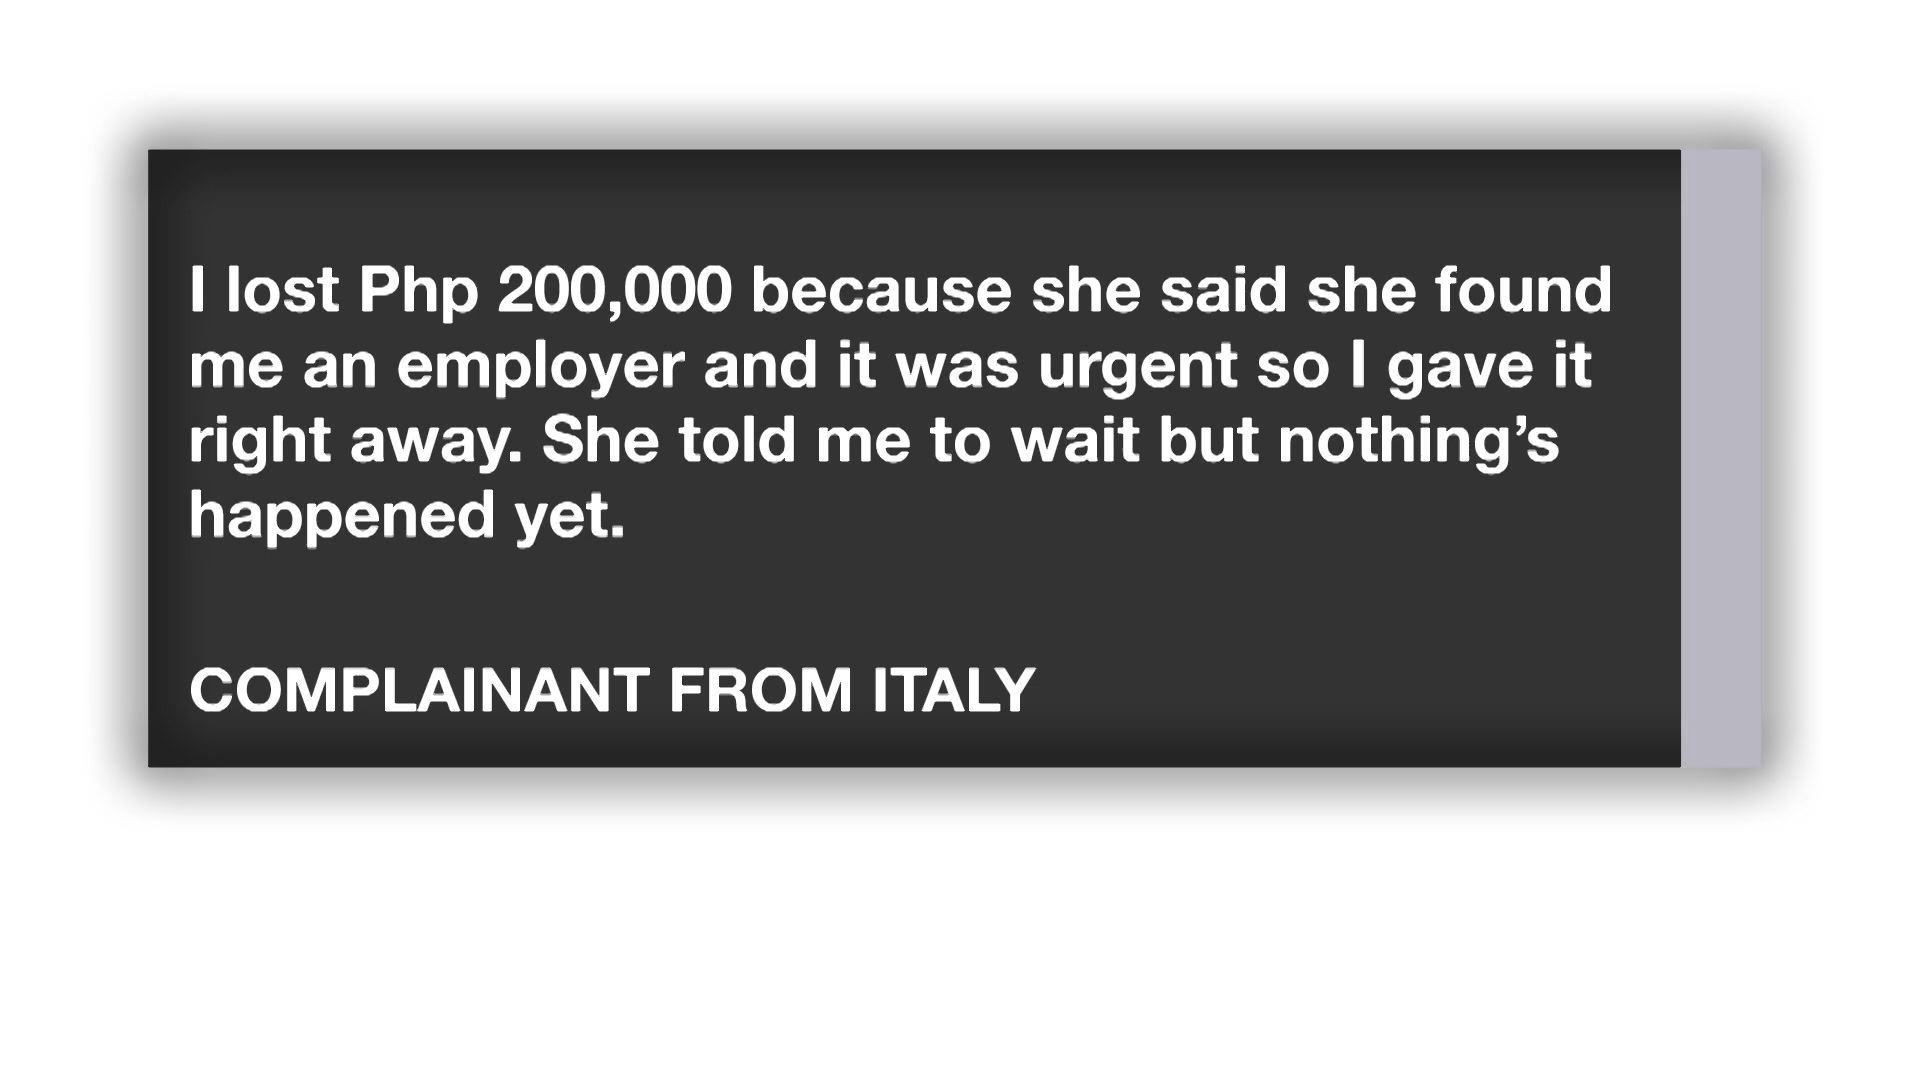 I lost Php 200,000 because she said she found
me an employer and it was urgent so I gave it
right away. She told me to wait but nothing’s
happened yet.
COMPLAINANT FROM ITALY